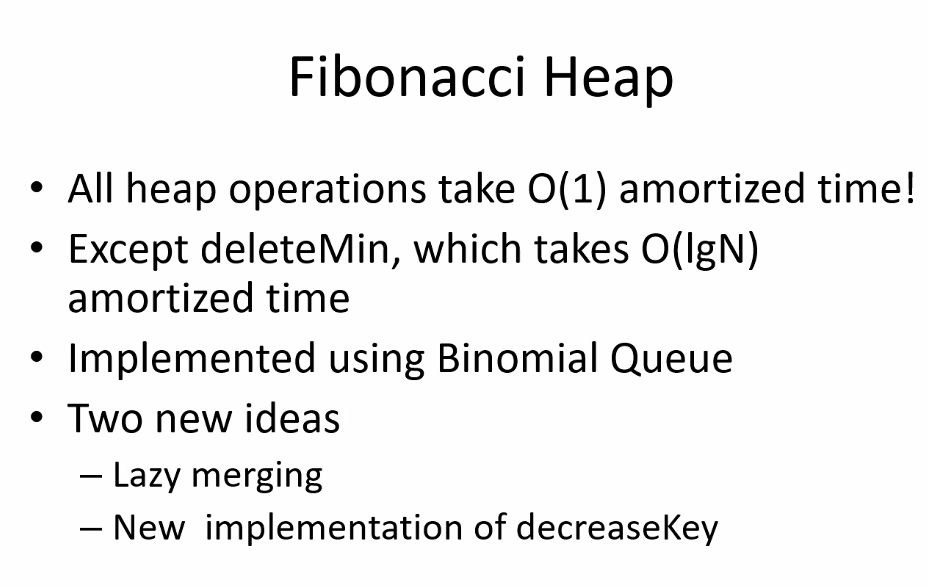 Fibonacci Heap
• All heap operations take O(1) amortized time!
• Except deleteMin, which takes O(lgN)
amortized time
• Implemented using Binomial Queue
• Two new ideas
– Lazy merging
– New  implementation of decreaseKey